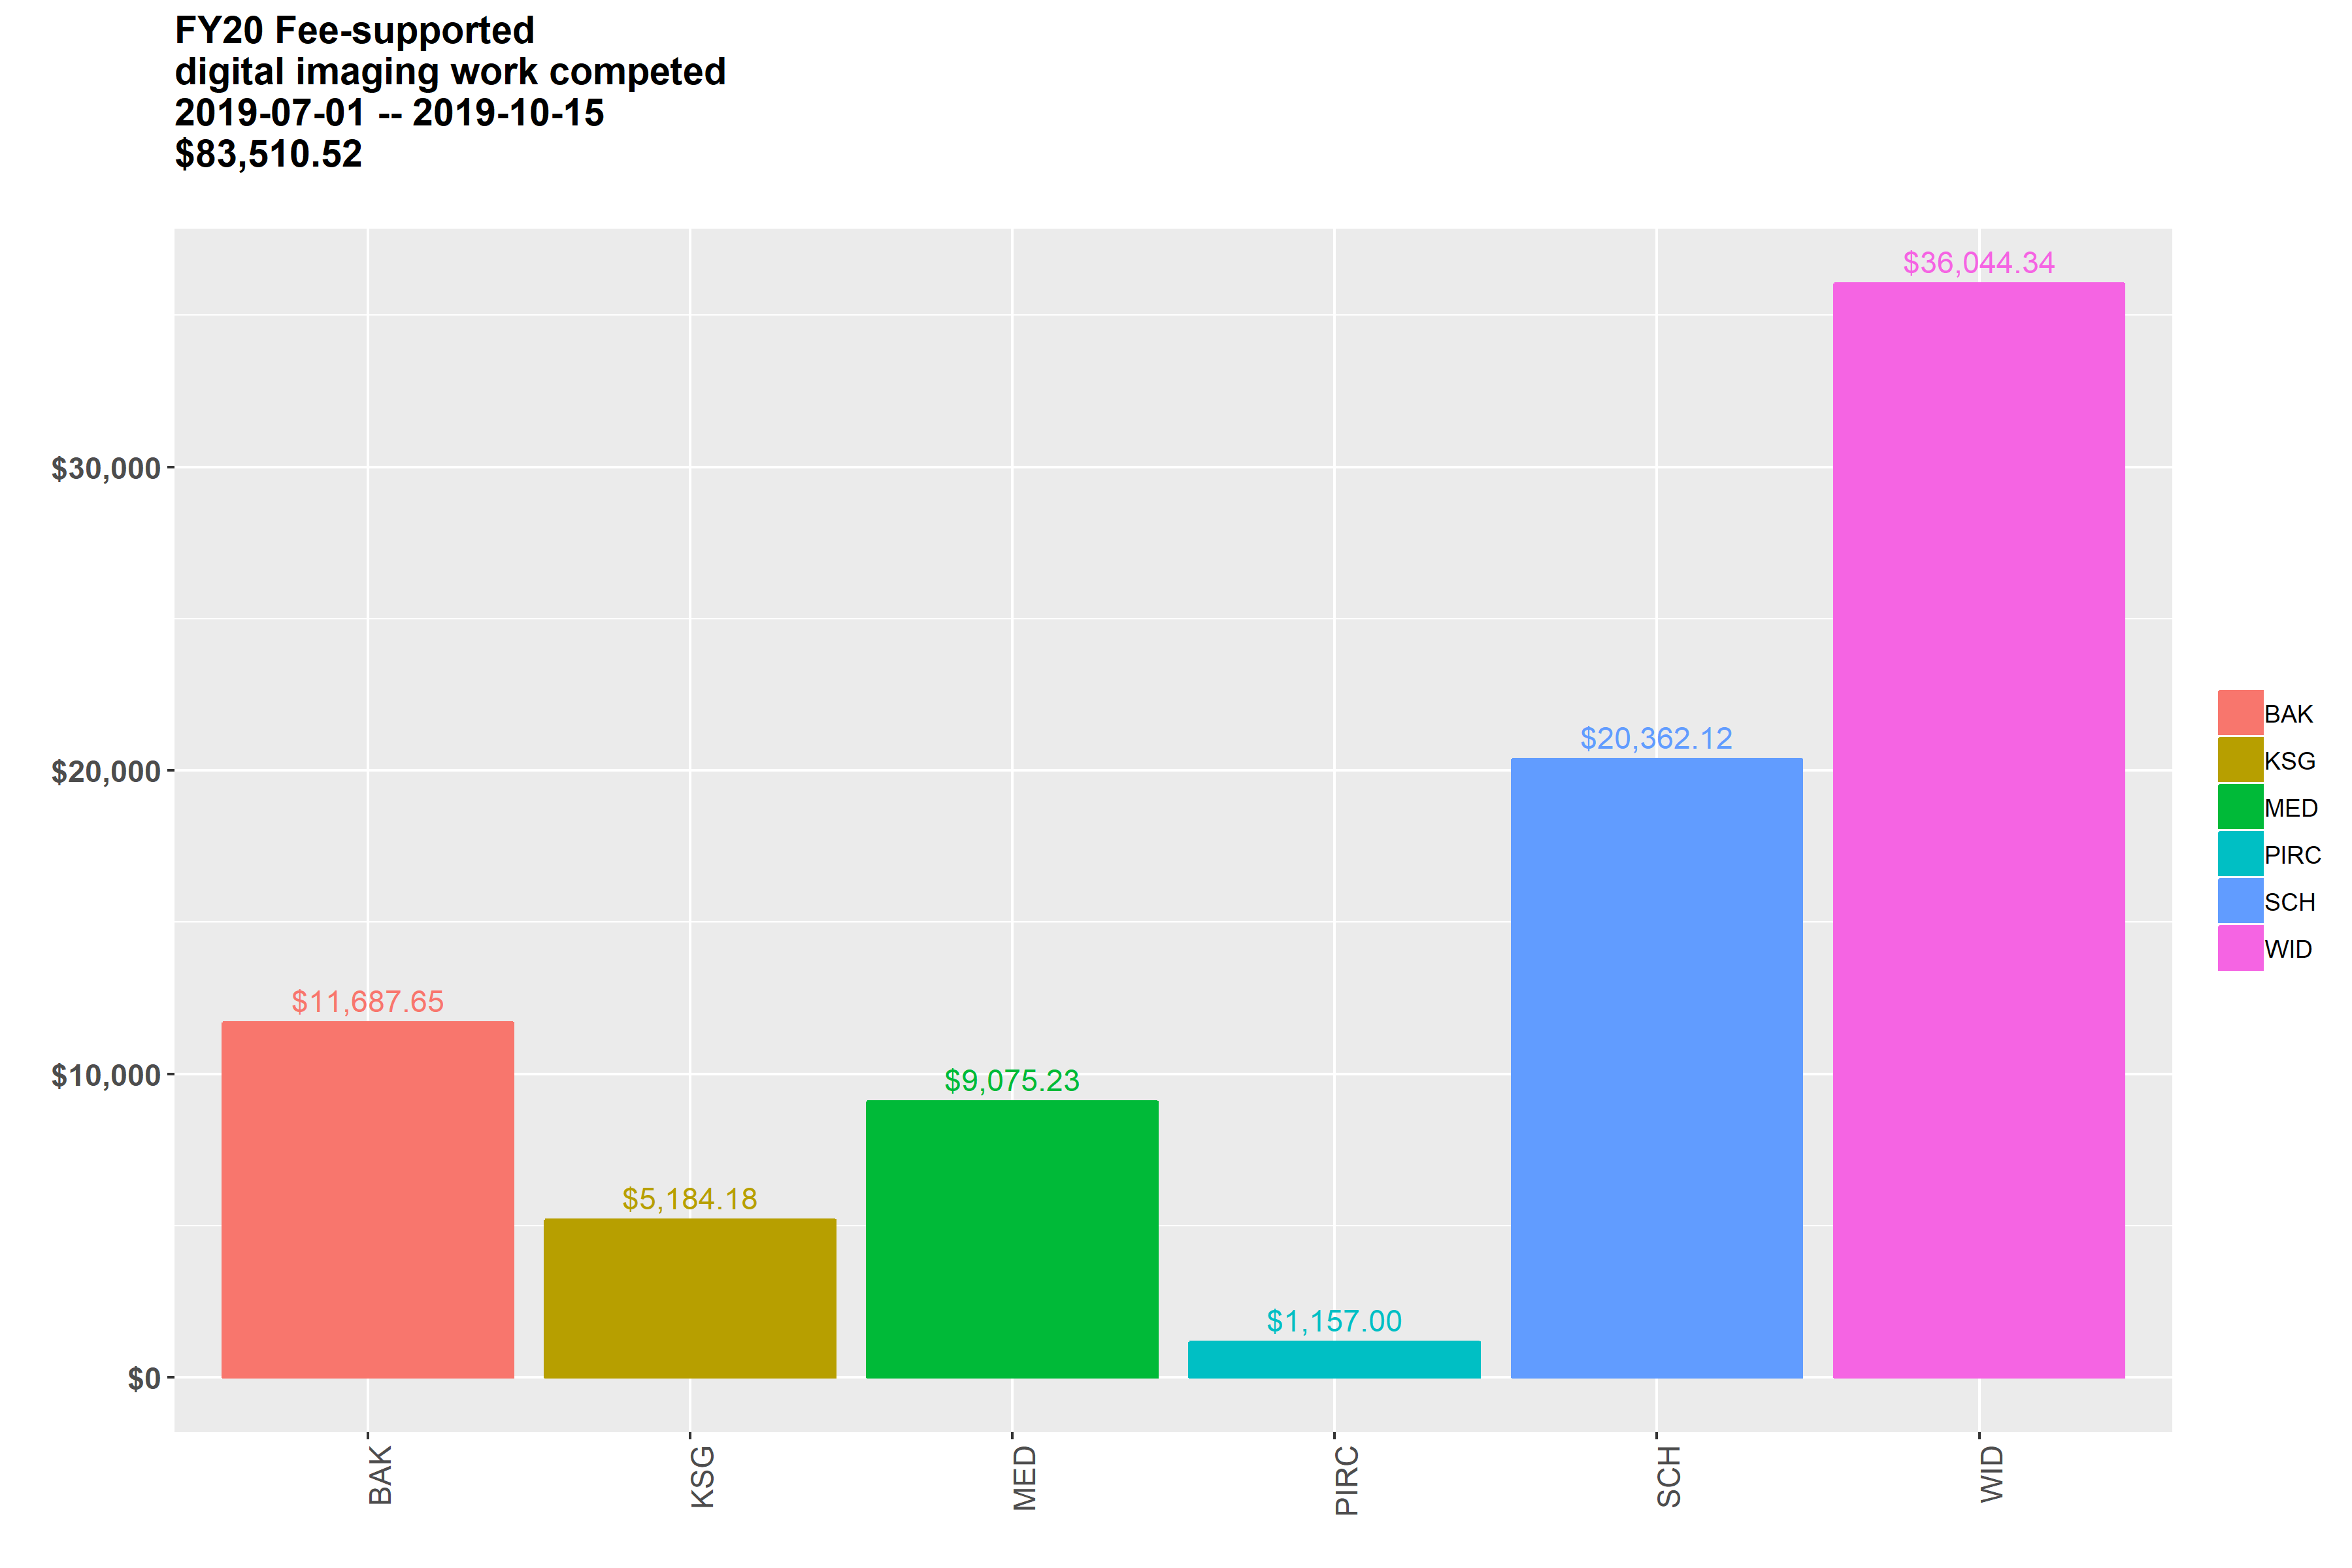 FY20 Fee-supported
digital imaging work competed
2019-07-01 -- 2019-10-15
$83,510.52
$36,044.34
$30,000
$20,362.12
$20,000
$11,687.65
$10,000
$9,075.23
$5,184.18
$1,157.00
$0
BAK
KSG
MED
PIRC
SCH
WID
BAK
KSG
MED
PIRC
SCH
WID